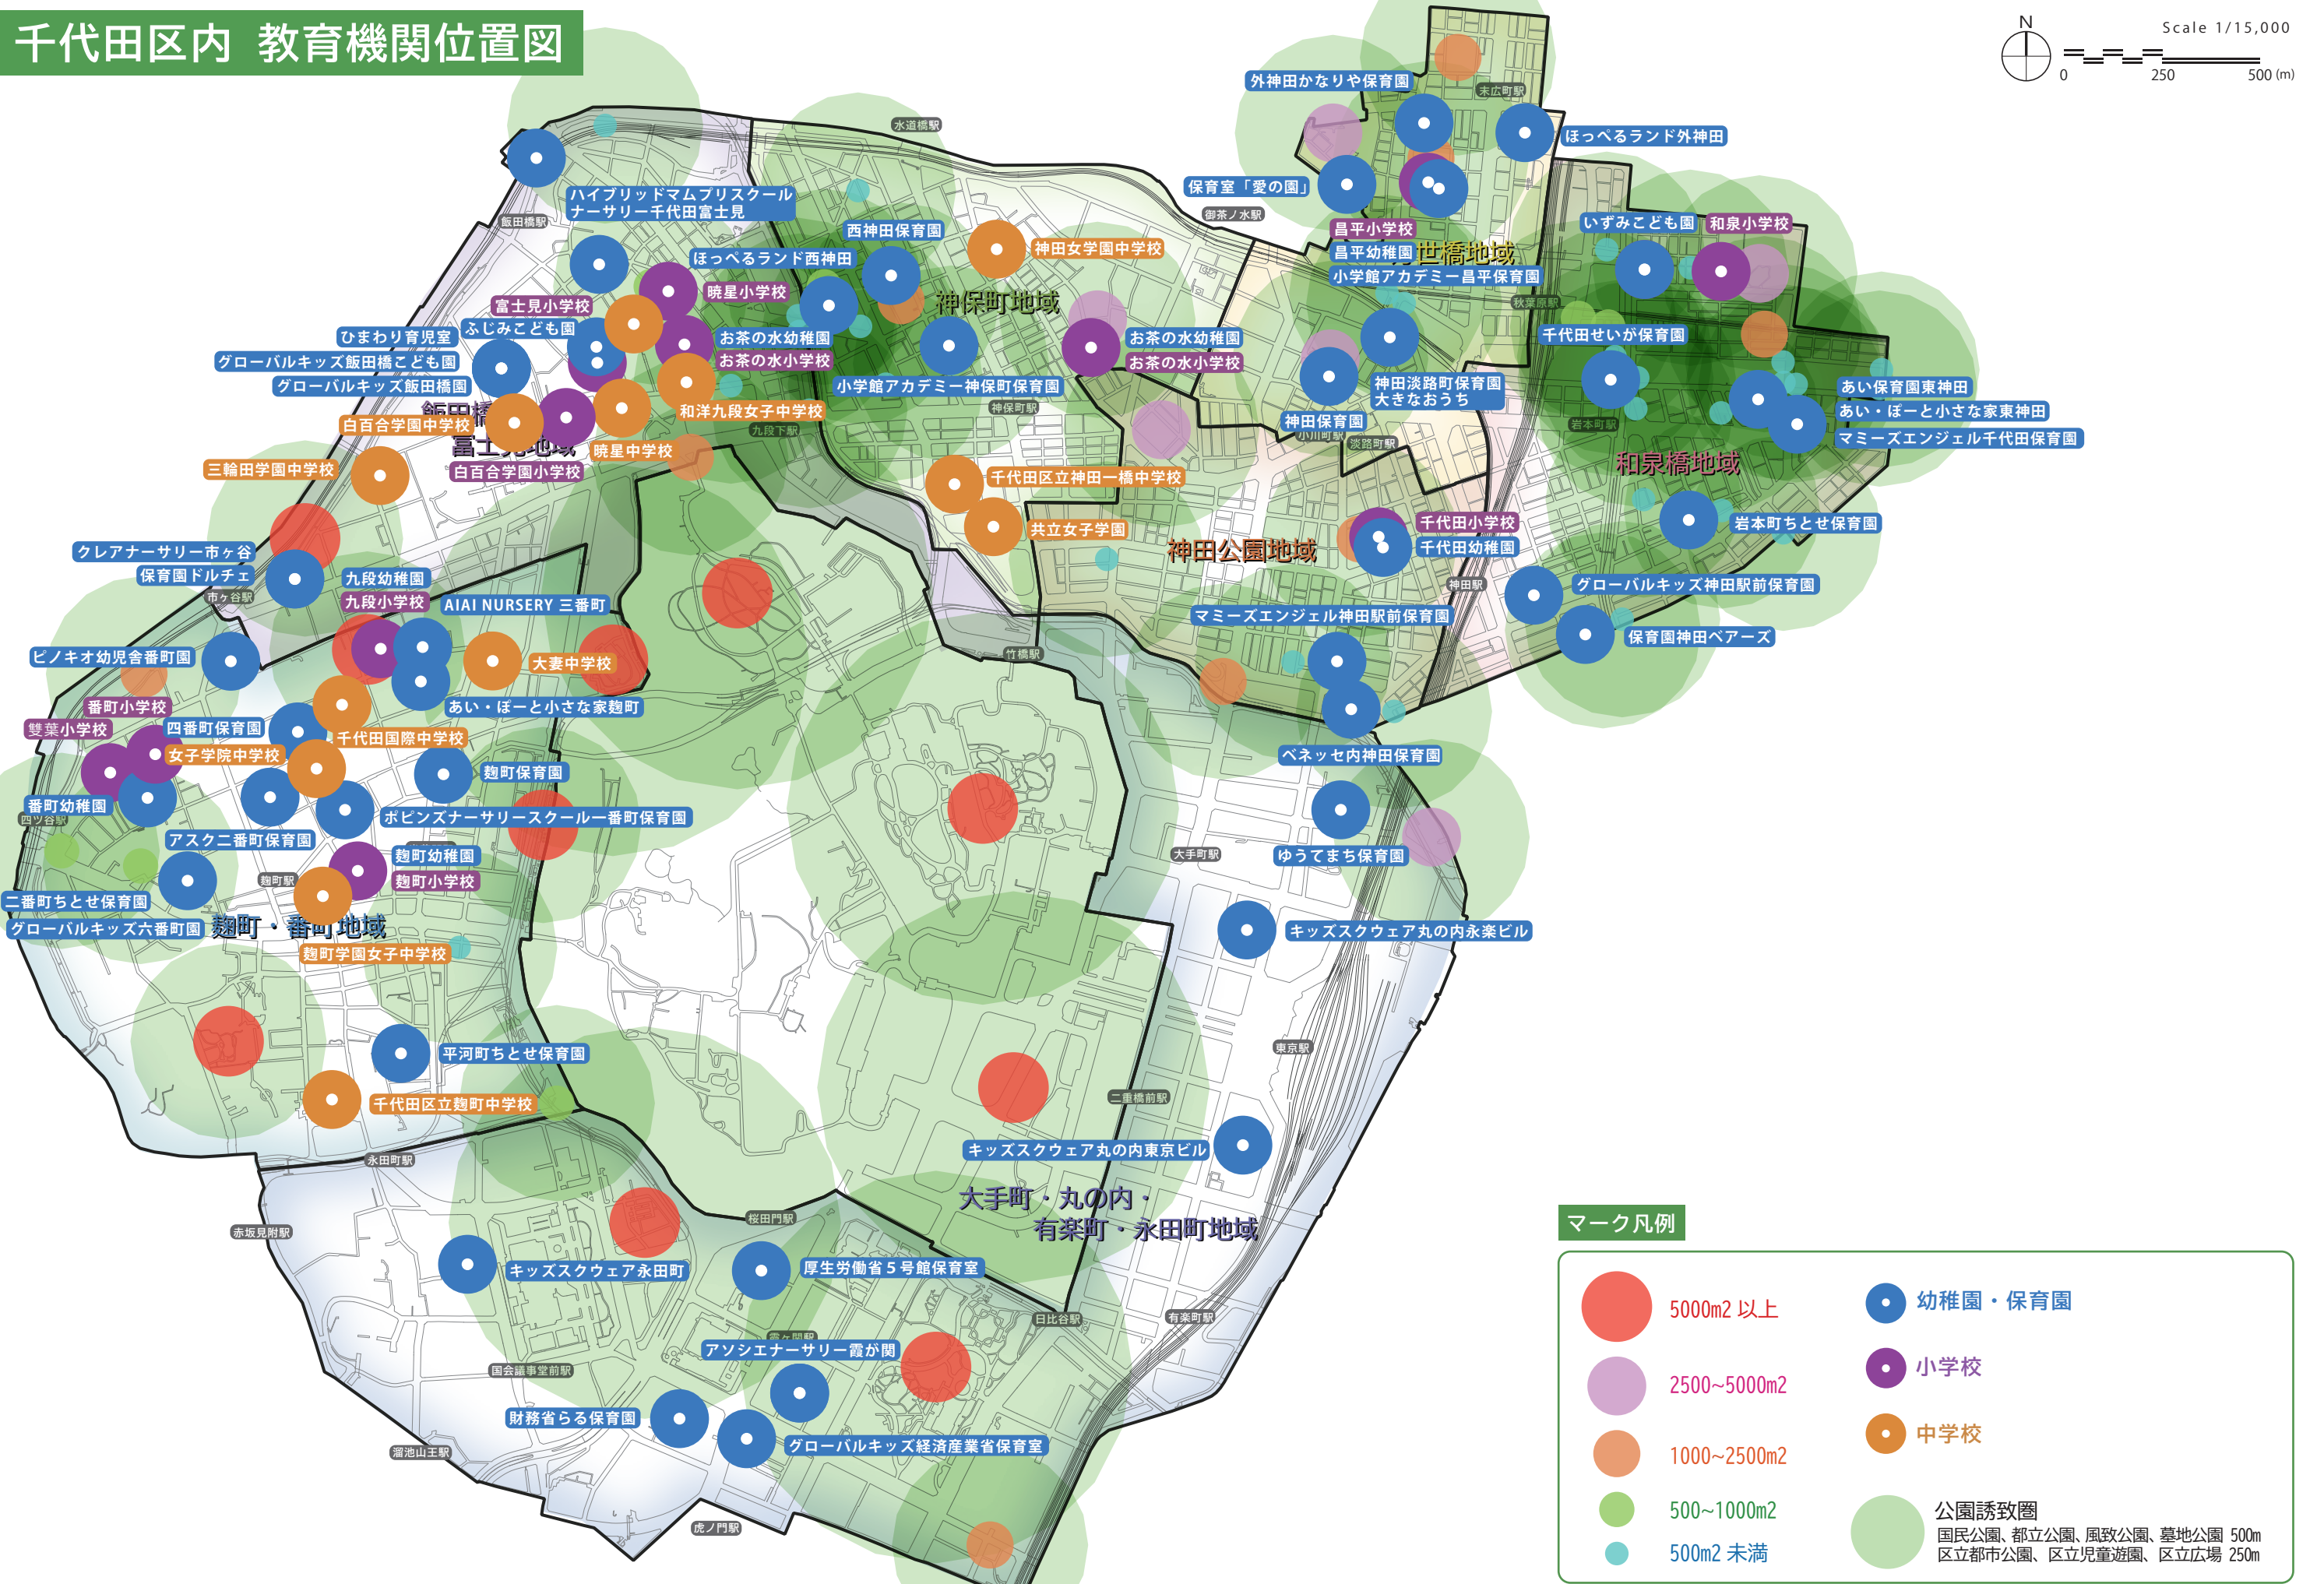 千代田区内 教育機関位置図
N
Scale 1/15,000
0
250
500 (m)
外神田かなりや保育園
末広町駅
ほっぺるランド外神田
水道橋駅
保育室「愛の園」
御茶ノ水駅
ハイブリッドマムプリスクール
ナーサリー千代田富士見
飯田橋駅
西神田保育園
昌平小学校
昌平幼稚園
世橋地域
小学館アカデミー昌平保育園
いずみこども園
和泉小学校
神田女学園中学校
ほっぺるランド西神田
暁星小学校
神保町地域
秋葉原駅
富士見小学校
ふじみこども園
ひまわり育児室
グローバルキッズ飯田橋こども園
グローバルキッズ飯田橋園
お茶の水幼稚園
お茶の水小学校
お茶の水幼稚園
お茶の水小学校
千代田せいが保育園
小学館アカデミー神保町保育園
神田淡路町保育園
大きなおうち
あい保育園東神田
あい・ぽーと小さな家東神田
マミーズエンジェル千代田保育園
飯田橋
富士見地域
白百合学園中学校
和洋九段女子中学校
神保町駅
九段下駅
神田保育園
小川町駅
淡路町駅
岩本町駅
暁星中学校
三輪田学園中学校
白百合学園小学校
和泉橋地域
千代田区立神田一橋中学校
共立女子学園
千代田小学校
千代田幼稚園
岩本町ちとせ保育園
神田公園地域
クレアナーサリー市ヶ谷
保育園ドルチェ
市ヶ谷駅
九段幼稚園
九段小学校
AIAI NURSERY 三番町
神田駅
グローバルキッズ神田駅前保育園
マミーズエンジェル神田駅前保育園
保育園神田ベアーズ
ピノキオ幼児舎番町園
大妻中学校
竹橋駅
番町小学校
雙葉小学校
四番町保育園
あい・ぽーと小さな家麹町
千代田国際中学校
女子学院中学校
ベネッセ内神田保育園
麹町保育園
番町幼稚園
四ツ谷駅
ポピンズナーサリースクール一番町保育園
アスク二番町保育園
麹町幼稚園
麹町小学校
麹町駅
大手町駅
ゆうてまち保育園
二番町ちとせ保育園
グローバルキッズ六番町園
麹町・番町地域
麹町学園女子中学校
キッズスクウェア丸の内永楽ビル
平河町ちとせ保育園
東京駅
千代田区立麹町中学校
二重橋前駅
キッズスクウェア丸の内東京ビル
永田町駅
大手町・丸の内・
有楽町・永田町地域
赤坂見附駅
桜田門駅
キッズスクウェア永田町
厚生労働省５号館保育室
霞ヶ関駅
日比谷駅
有楽町駅
アソシエナーサリー霞が関
国会議事堂前駅
財務省らる保育園
グローバルキッズ経済産業省保育室
溜池山王駅
虎ノ門駅
マーク凡例
5000m2 以上
2500~5000m2
1000~2500m2
500~1000m2
500m2 未満
幼稚園・保育園
小学校
中学校
公園誘致圏
国民公園、都立公園、風致公園、墓地公園 500m
区立都市公園、区立児童遊園、区立広場 250m